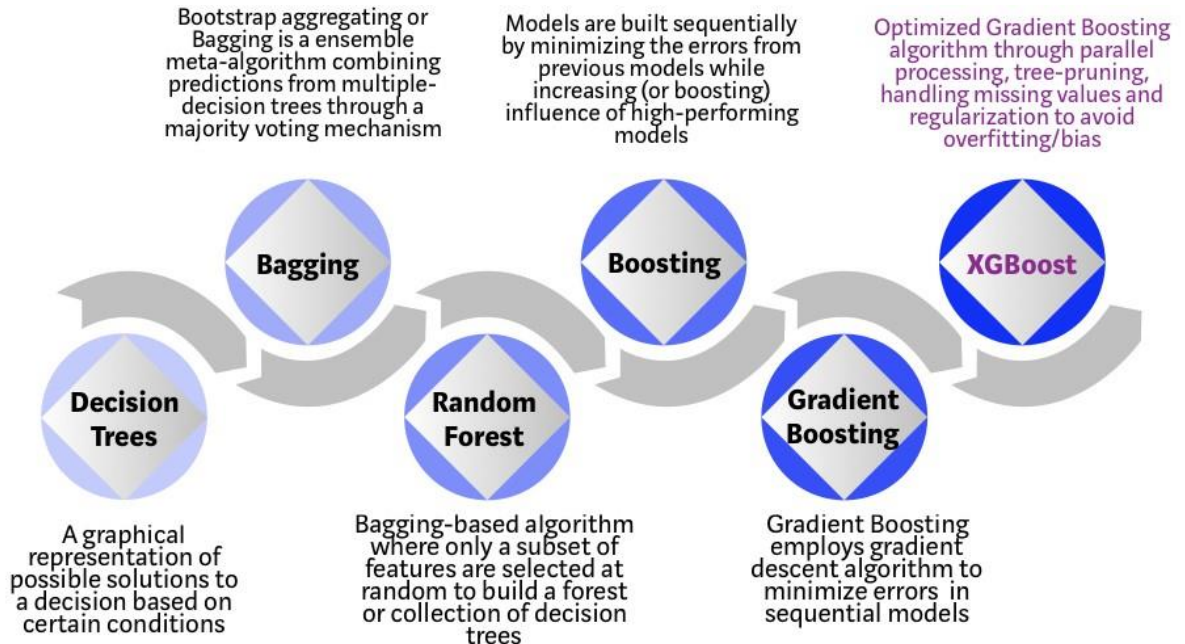 Bootstrap aggregating or
Bagging is a ensemble
meta-algorithm combining
predictions from multiple-
decision trees through a
majority voting mechanism
Models are built sequentially
by minimizing the errors from
previous models while
increasing (or boosting)
influence of high-performing
models
Optimized Gradient Boosting
algorithm through parallel
processing, tree-pruning,
handling missing values and
regularization to avoid
overfitting/bias
Bagging
Boosting
XGBoost
Decision
Trees
Random
Forest
Gradient
Boosting
A graphical
representation of
possible solutions to
a decision based on
certain conditions
Bagging-based algorithm
where only a subset of
features are selected at
random to build a forest
or collection of decision
trees
Gradient Boosting
employs gradient
descent algorithm to
minimize errors in
sequential models